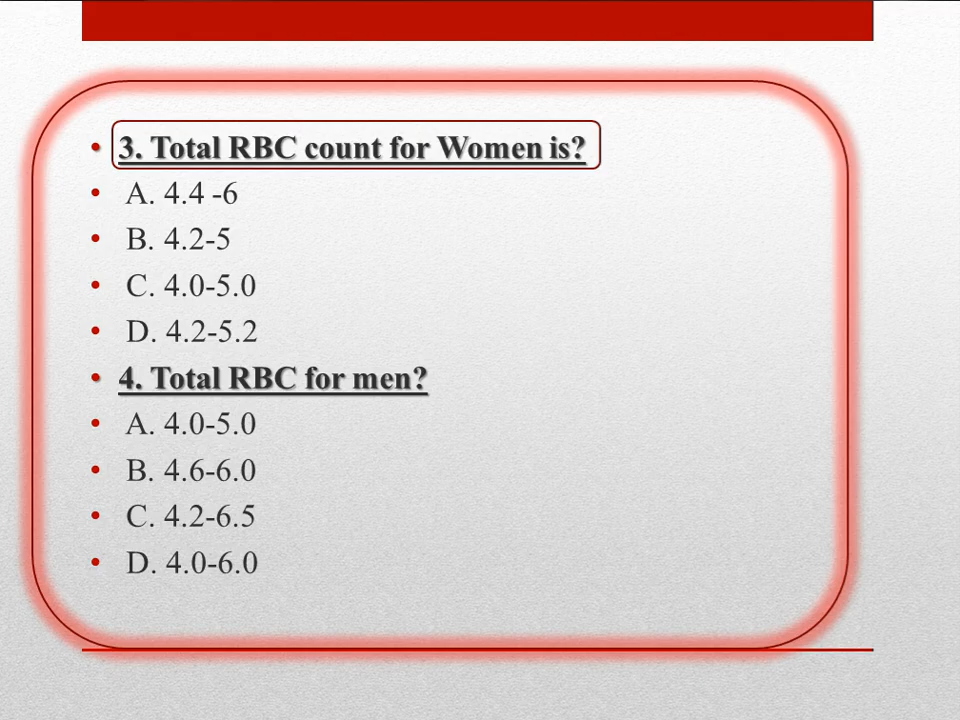 • 3. Total RBC count for Women is?
• A. 4.4 -6
• B. 4.2-5
• C. 4.0-5.0
• D. 4.2-5.2
• 4. Total RBC for men?
• A. 4.0-5.0
• B. 4.6-6.0
• C. 4.2-6.5
• D. 4.0-6.0